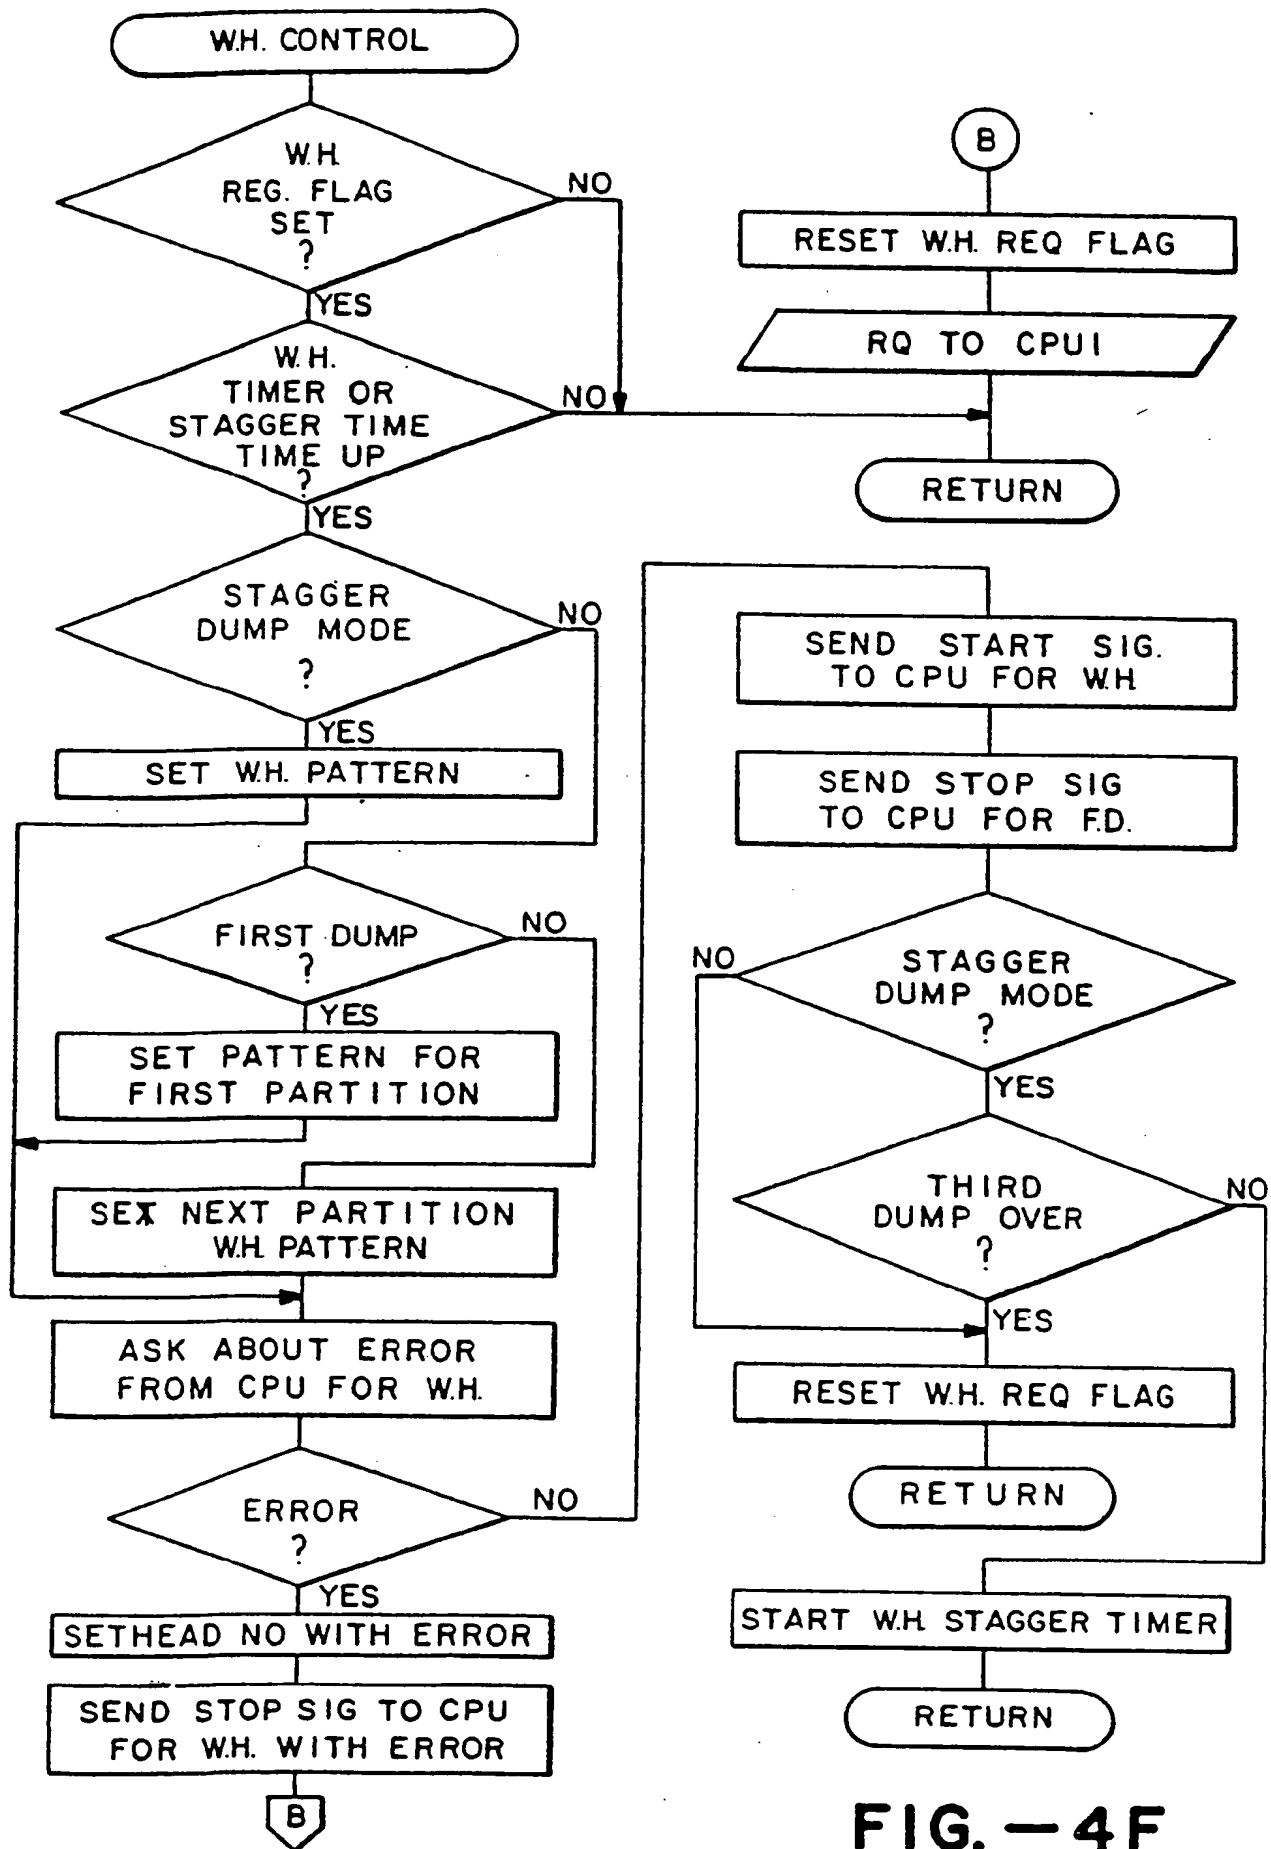 W.H. CONTROL
W.H.
REG. FLAG
SET
?
NO
YES
W.H.
TIMER OR
STAGGER TIME
TIME UP
?
NO
YES
STAGGER
DUMP MODE
?
NO
YES
SET W.H. PATTERN
FIRST DUMP
?
NO
YES
SET PATTERN FOR
FIRST PARTITION
SET NEXT PARTITION
W.H. PATTERN
ASK ABOUT ERROR
FROM CPU FOR W.H.
ERROR
?
NO
YES
SETHEAD NO WITH ERROR
SEND STOP SIG TO CPU
FOR W.H. WITH ERROR
B
B
RESET W.H. REQ FLAG
RQ TO CPU1
RETURN
SEND START SIG.
TO CPU FOR W.H
SEND STOP SIG
TO CPU FOR F.D.
STAGGER
DUMP MODE
?
NO
YES
THIRD
DUMP OVER
?
NO
YES
RESET W.H. REQ FLAG
RETURN
START W.H. STAGGER TIMER
RETURN
FIG.—4F